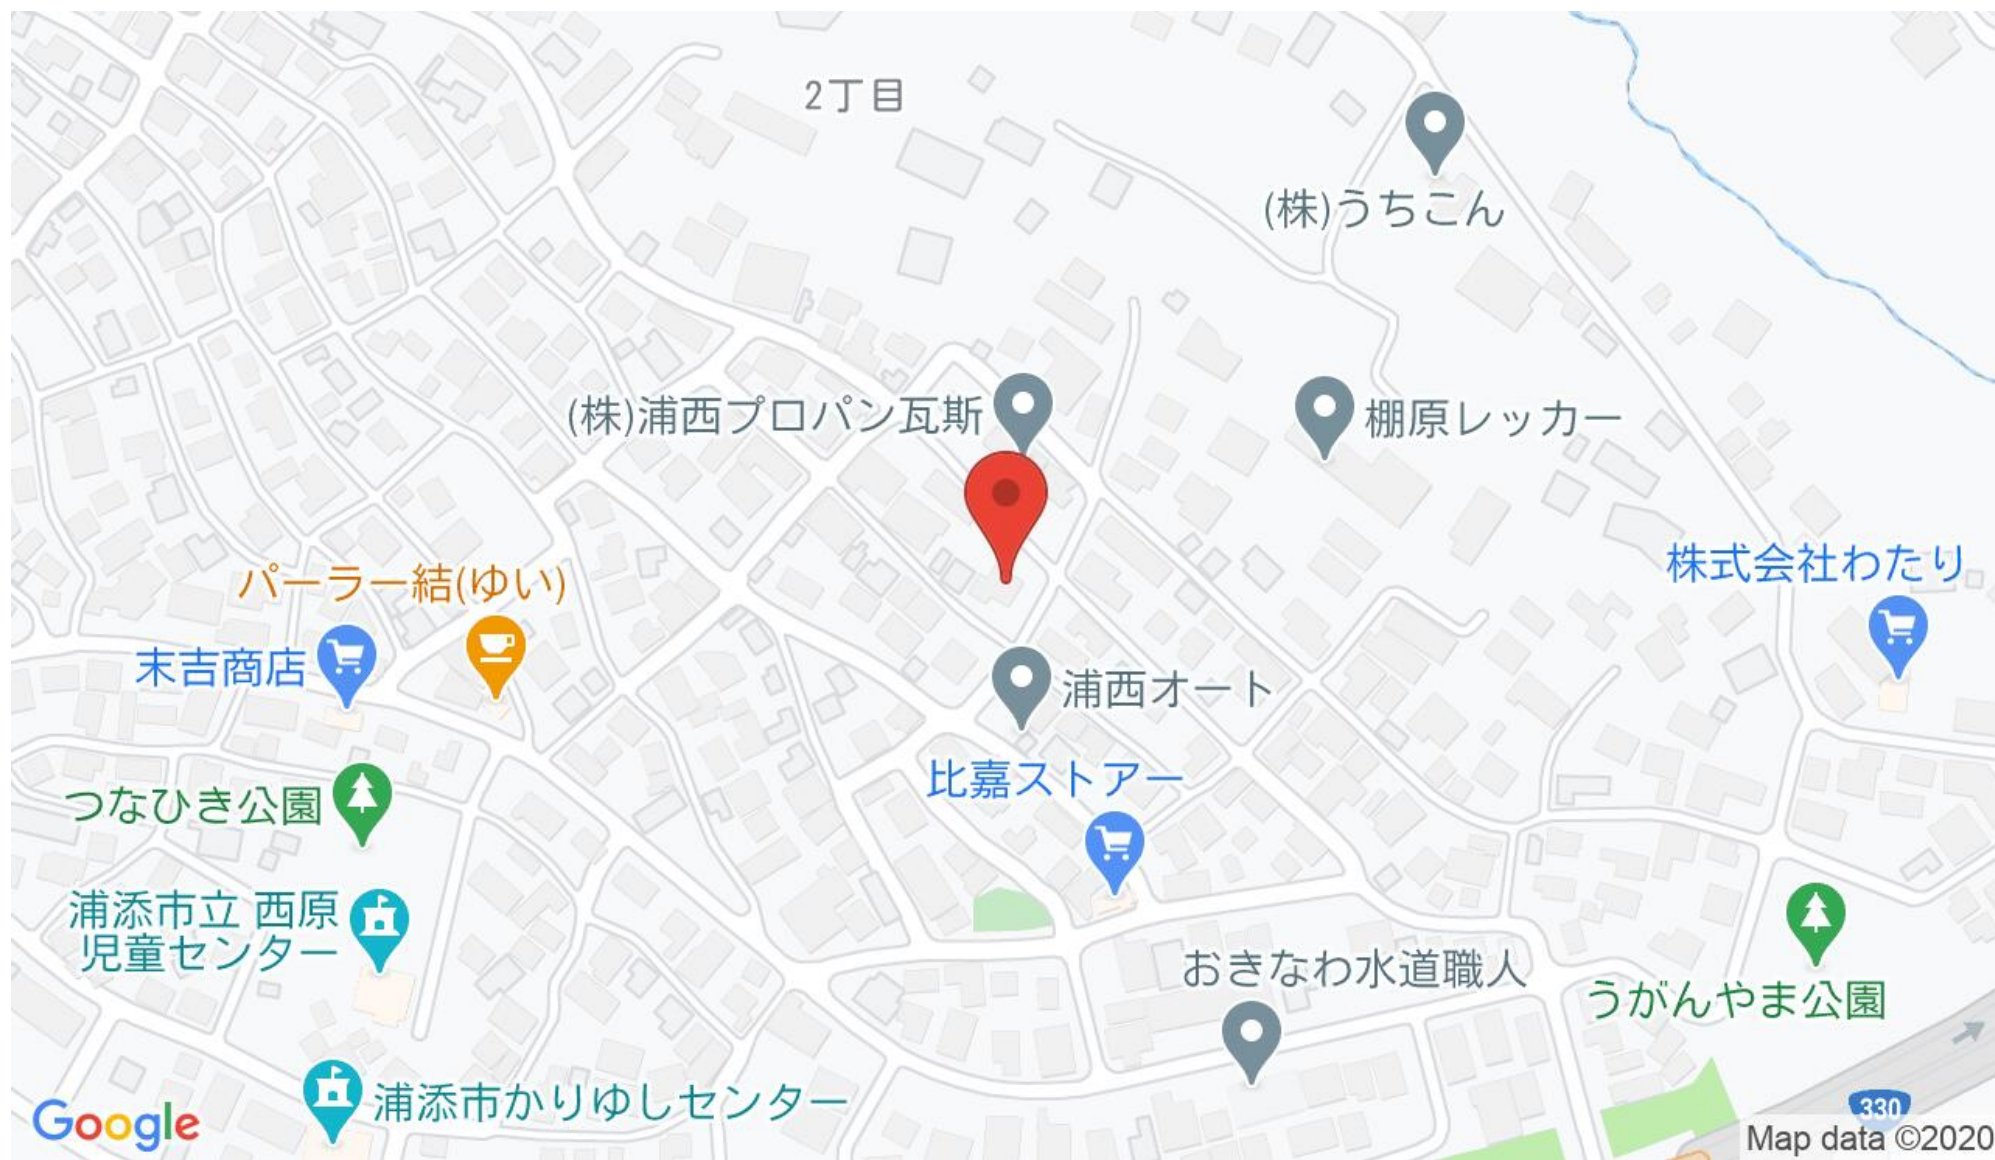 2丁目
(株)うちこん
(株)浦西プロパン瓦斯
棚原レッカー
株式会社わたり
パーラー結(ゆい)
末吉商店
浦西オート
比嘉ストアー
つなひき公園
浦添市立 西原
児童センター
おきなわ水道職人
うがんやま公園
浦添市かりゆしセンター
330
Google
Map data ©2020